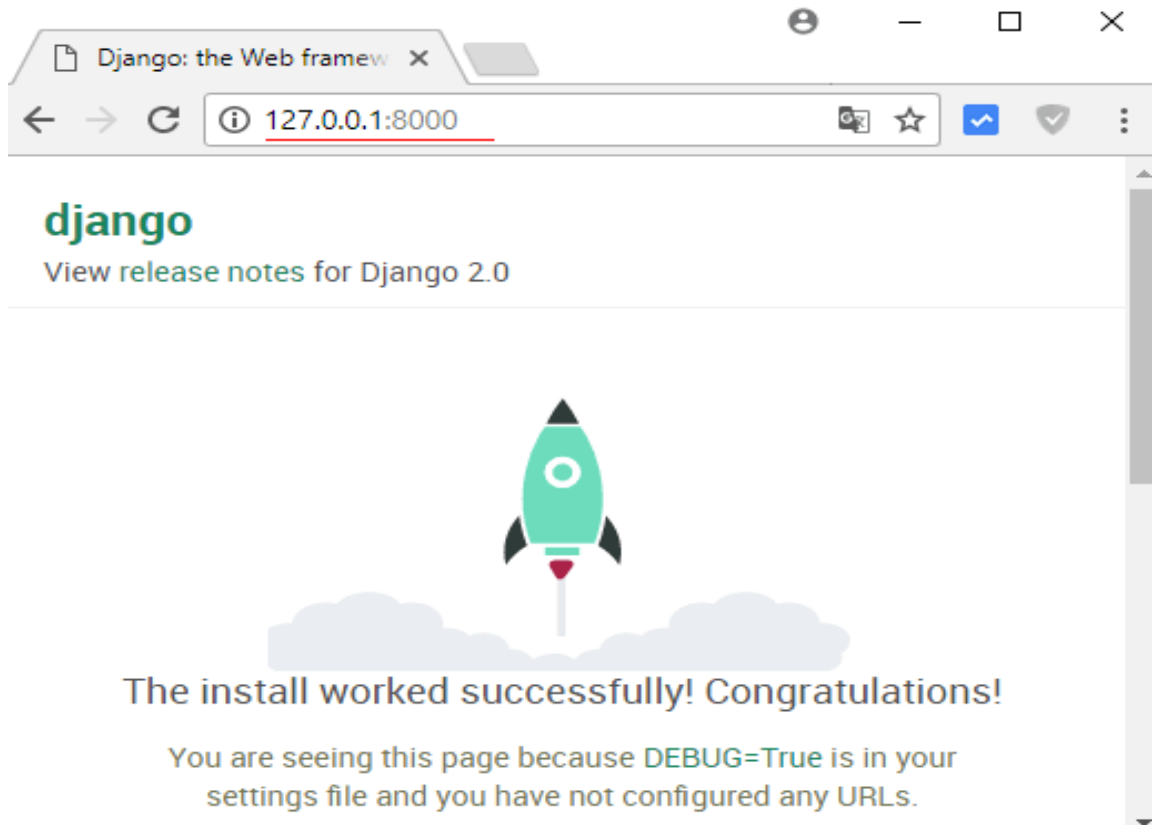 Django: the Web framew
127.0.0.1:8000
django
View release notes for Django 2.0
The install worked successfully! Congratulations!
You are seeing this page because DEBUG=True is in your
settings file and you have not configured any URLs.